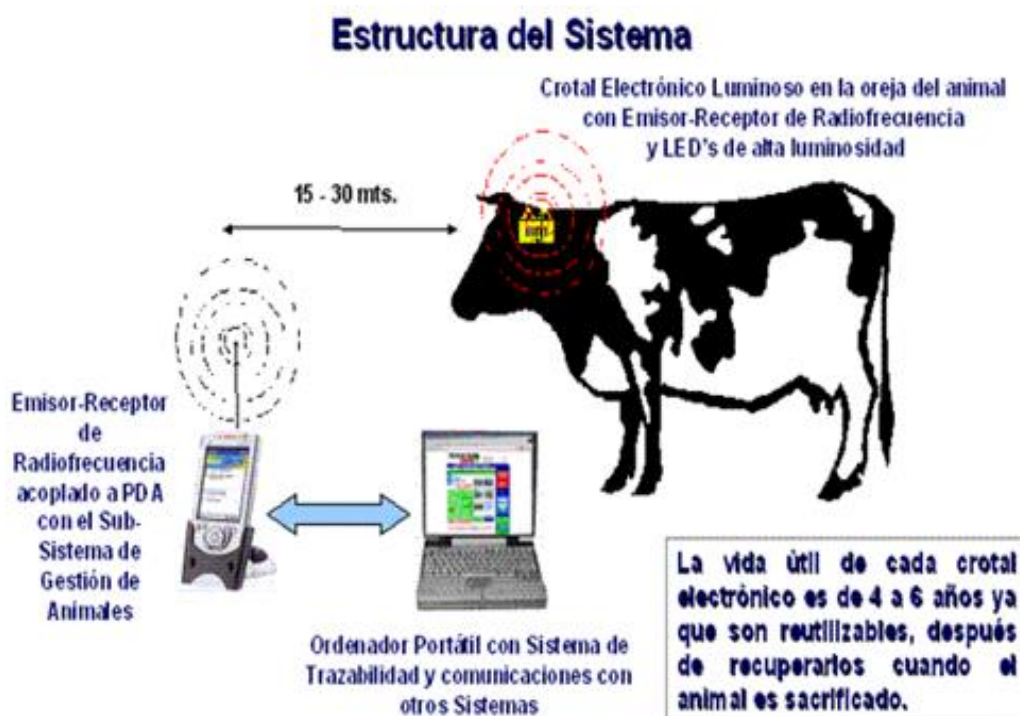 Estructura del Sistema
Crotal Electrónico Luminoso en la oreja del animal
con Emisor-Receptor de Radiofrecuencia
y LED's de alta luminosidad
15 - 30 mts.
Emisor-Receptor
de
Radiofrecuencia
acoplado a PDA
con el Sub-
Sistema de
Gestión de
Animales
Ordenador Portátil con Sistema de
Trazabilidad y comunicaciones con
otros Sistemas
La vida útil de cada crotal
electrónico es de 4 a 6 años ya
que son reutilizables, después
de recuperarlos cuando el
animal es sacrificado.